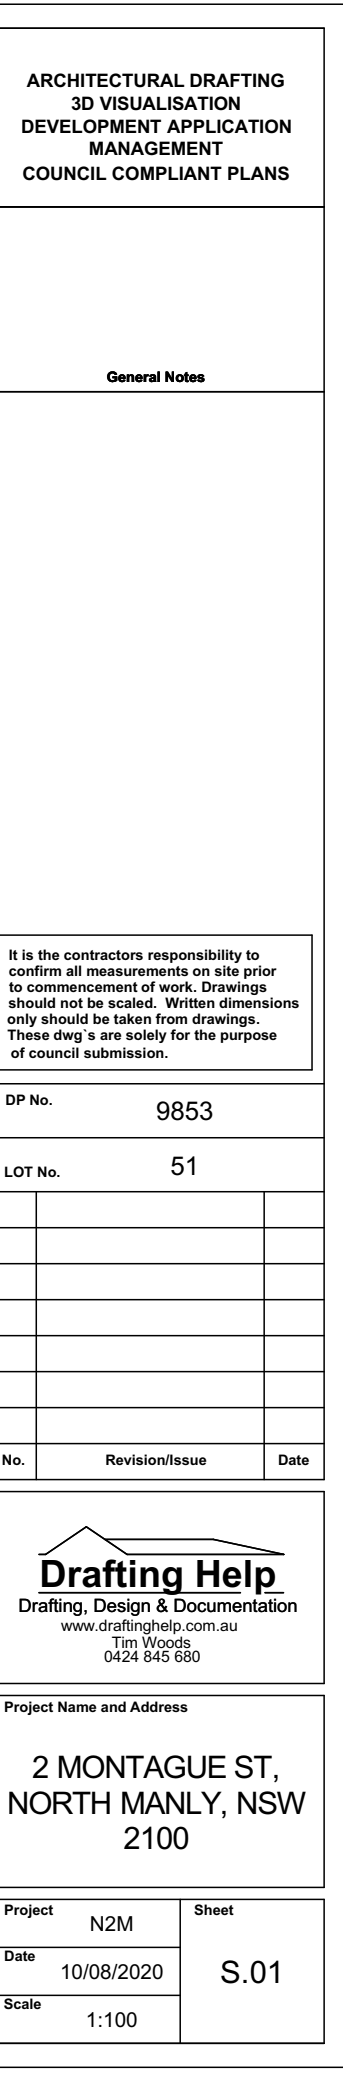 ARCHITECTURAL DRAFTING
3D VISUALISATION
DEVELOPMENT APPLICATION
MANAGEMENT
COUNCIL COMPLIANT PLANS
General Notes
It is the contractors responsibility to
confirm all measurements on site prior
to commencement of work. Drawings
should not be scaled. Written dimensions
only should be taken from drawings.
These dwg`s are solely for the purpose
of council submission.
DP No.
9853
LOT No.
51
No.
Revision/Issue
Date
Drafting Help
Drafting, Design & Documentation
www.draftinghelp.com.au
Tim Woods
0424 845 680
Project Name and Address
2 MONTAGUE ST,
NORTH MANLY, NSW
2100
Project
N2M
Date
10/08/2020
Scale
1:100
Sheet
S.01